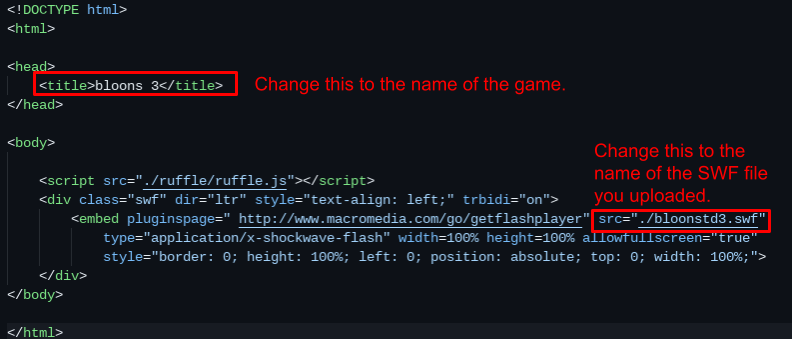 <!DOCTYPE html>
<html>
<head>
<title>bloons 3</title>
Change this to the name of the game.
</head>
<body>
Change this to the
name of the SWF file
you uploaded.
<script src="./ruffle/ruffle.js"></script>
<div class="swf" dir="ltr" style="text-align: left;" trbidi="on">
<embed pluginspage=" http://www.macromedia.com/go/getflashplayer" src="./bloonstd3.swf"
type="application/x-shockwave-flash" width=100% height=100% allowfullscreen="true"
style="border: 0; height: 100%; left: 0; position: absolute; top: 0; width: 100%;">
</div>
</body>
</html>